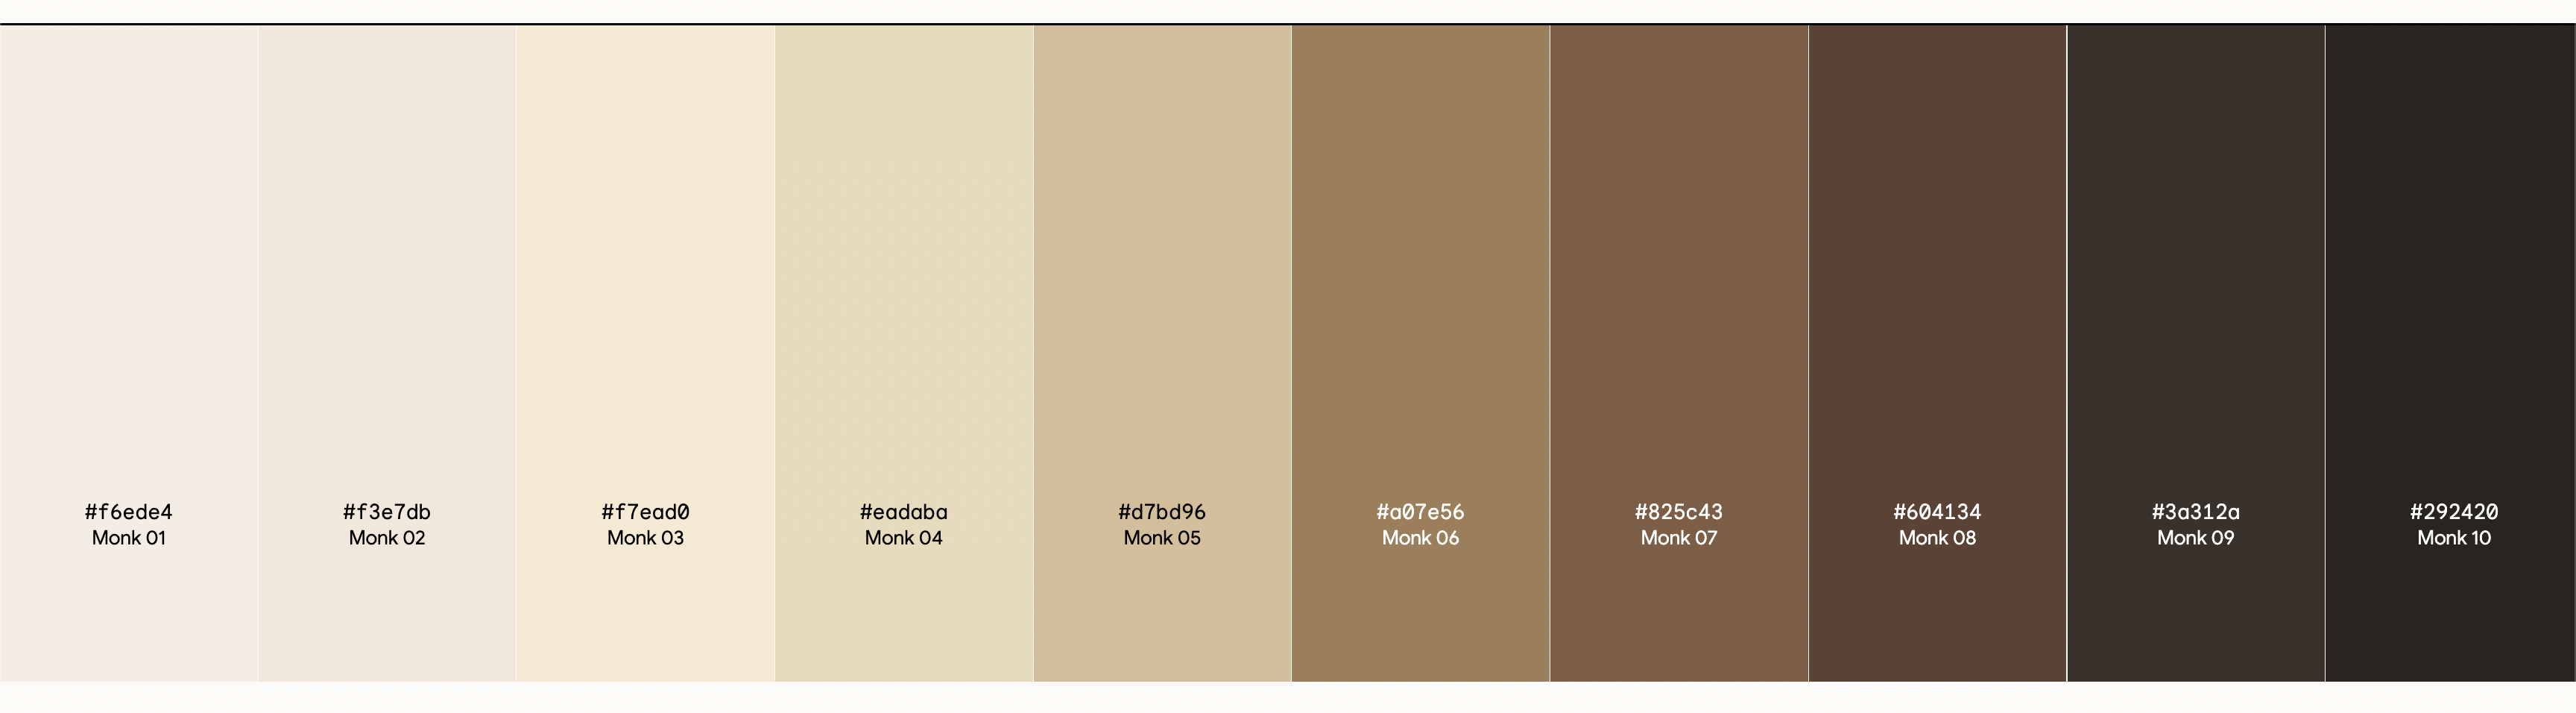 #f6ede4
Monk 01
#f3e7db
Monk 02
#f7ead0
Monk 03
#eadaba
Monk 04
#d7bd96
Monk 05
#a07e56
Monk 06
#825c43
Monk 07
#604134
Monk 08
#3a312a
Monk 09
#292420
Monk 10